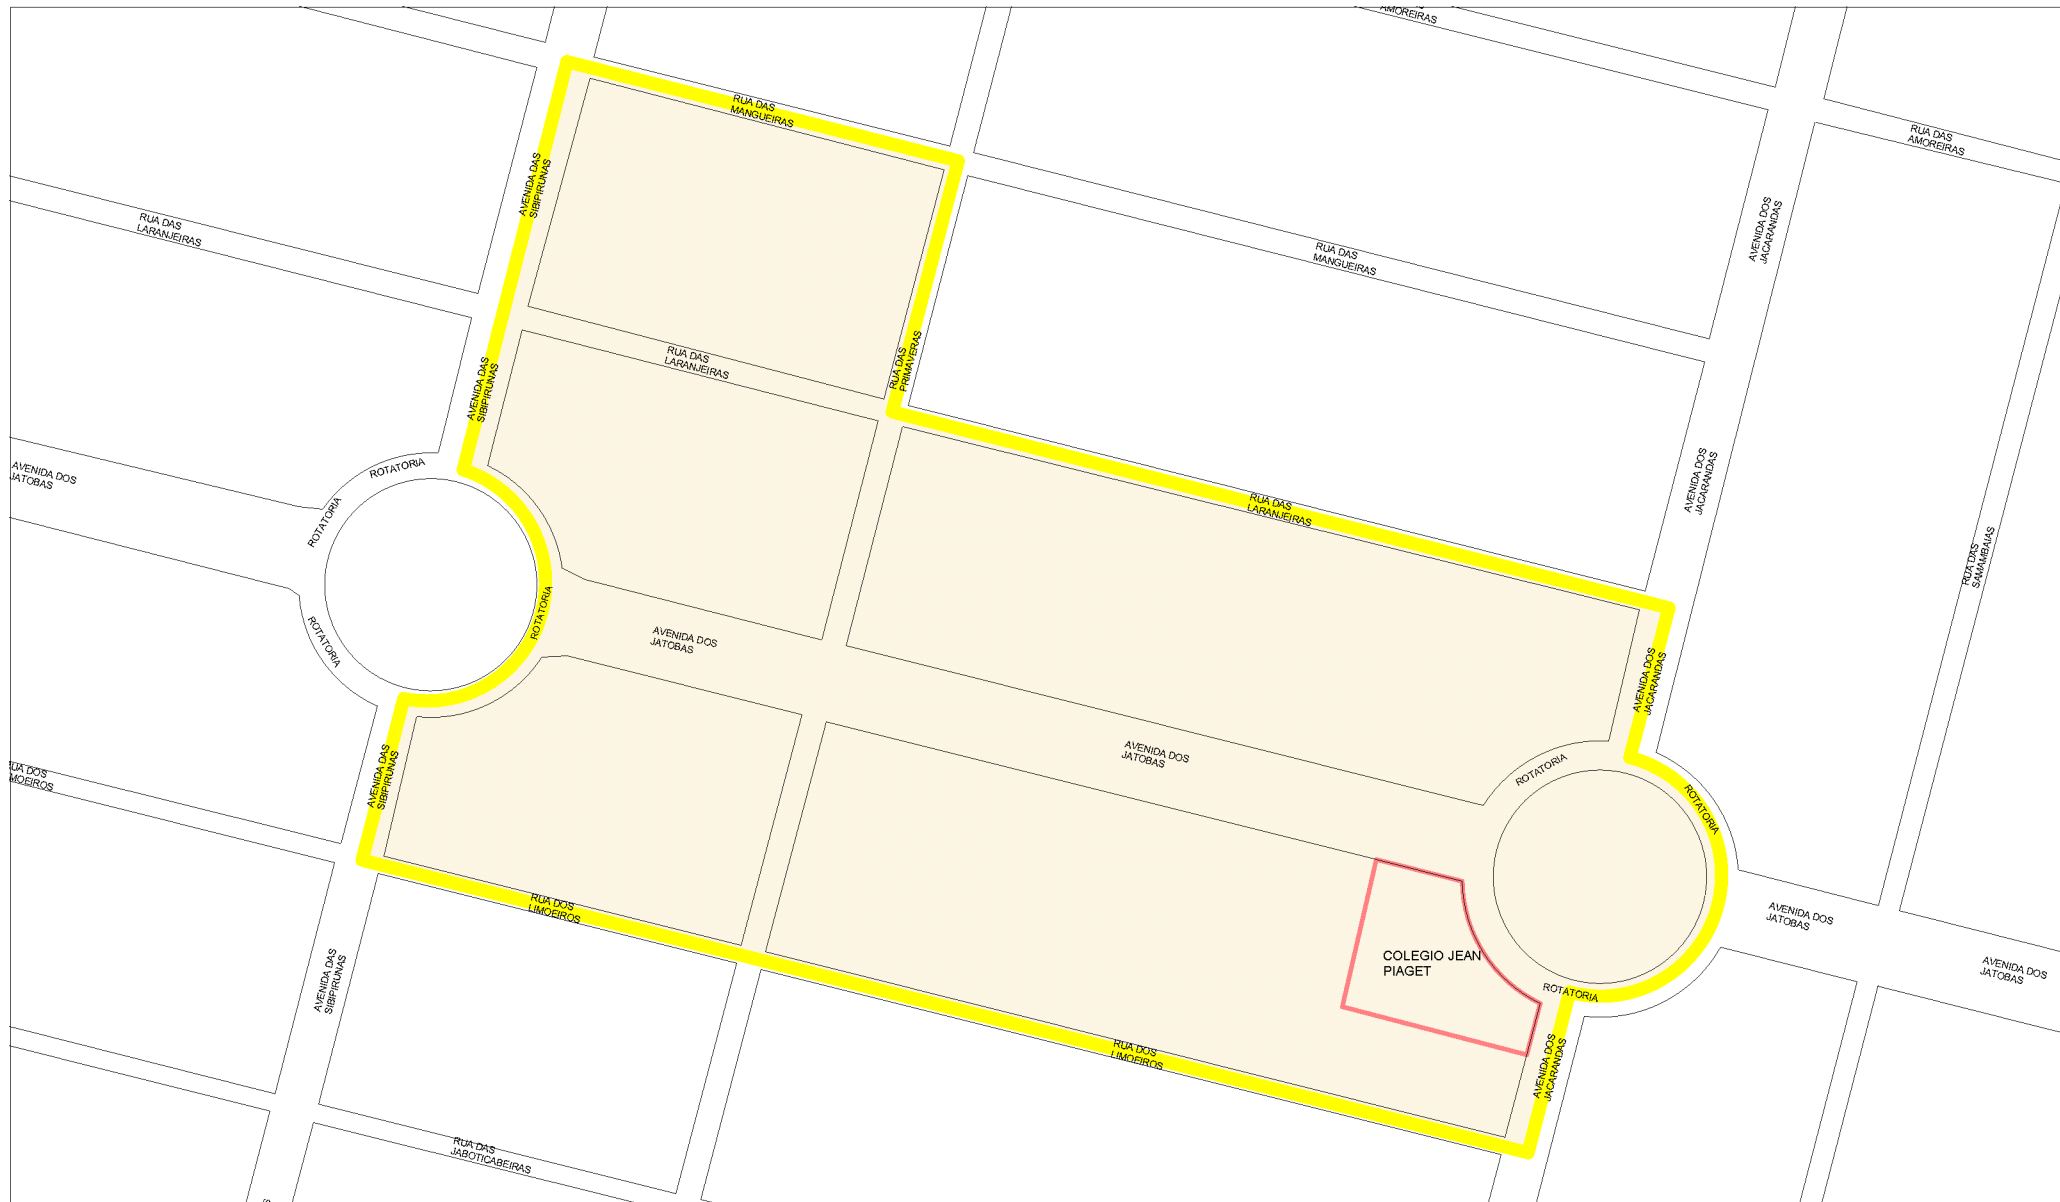 AMOREIRAS
RUA DAS
MANGUEIRAS
RUA DAS
AMOREIRAS
AVENIDA DAS
SIBIPIRUNAS
RUA DAS
LARANJEIRAS
AVENIDA DOS
JACARANDAS
RUA DAS
MANGUEIRAS
RUA DAS
LARANJEIRAS
RUA DAS
PRIMAVERAS
AVENIDA DAS
SIBIPIRUNAS
ROTATORIA
AVENIDA DOS
JATOBAS
ROTATORIA
RUA DAS
LARANJEIRAS
AVENIDA DOS
JACARANDAS
RUA DAS
SAMAMBAIAS
ROTATORIA
ROTATORIA
AVENIDA DOS
JATOBAS
AVENIDA DOS
JACARANDAS
AVENIDA DOS
JATOBAS
ROTATORIA
ROTATORIA
AVENIDA DAS
SIBIPIRUNAS
UA DOS
MOEIROS
RUA DOS
LIMOEIROS
AVENIDA DOS
JATOBAS
COLEGIO JEAN
PIAGET
AVENIDA DOS
JATOBAS
AVENIDA DAS
SIBIPIRUNAS
ROTATORIA
RUA DOS
LIMOEIROS
AVENIDA DOS
JACARANDAS
RUA DAS
JABOTICABEIRAS